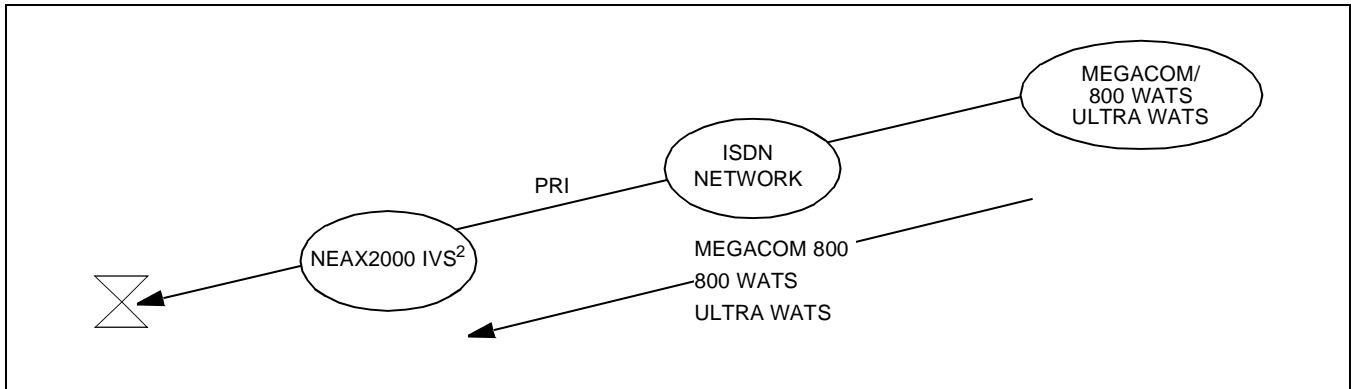 MEGACOM/
800 WATS
ULTRA WATS
ISDN
NETWORK
PRI
NEAX2000 IVS²
MEGACOM 800
800 WATS
ULTRA WATS